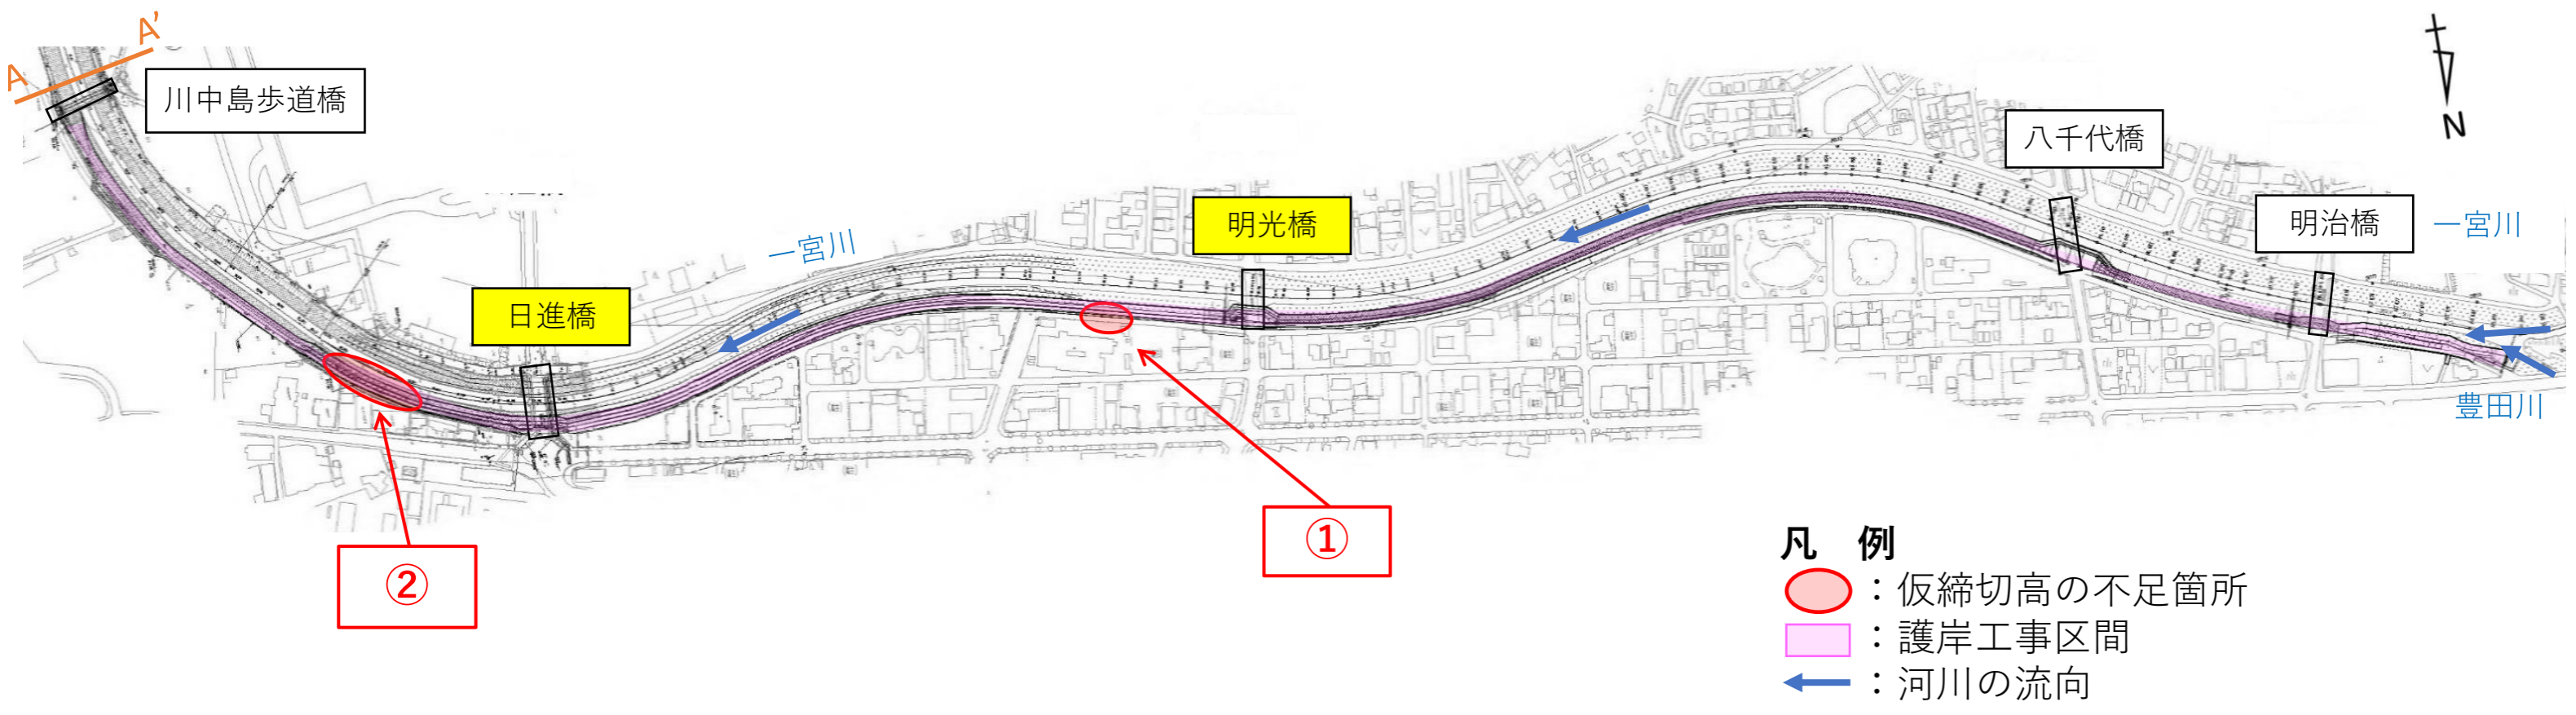 A A'
川中島歩道橋
日進橋
一宮川
明光橋
八千代橋
明治橋
一宮川
豊田川
N
①
②
凡 例
：仮締切高の不足箇所
：護岸工事区間
：河川の流向